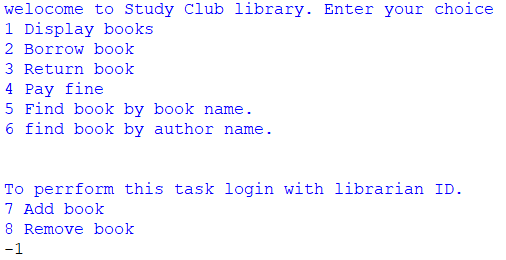 welocome to Study Club library. Enter your choice
1 Display books
2 Borrow book
3 Return book
4 Pay fine
5 Find book by book name.
6 find book by author name.
To perrform this task login with librarian ID.
7 Add book
8 Remove book
-1